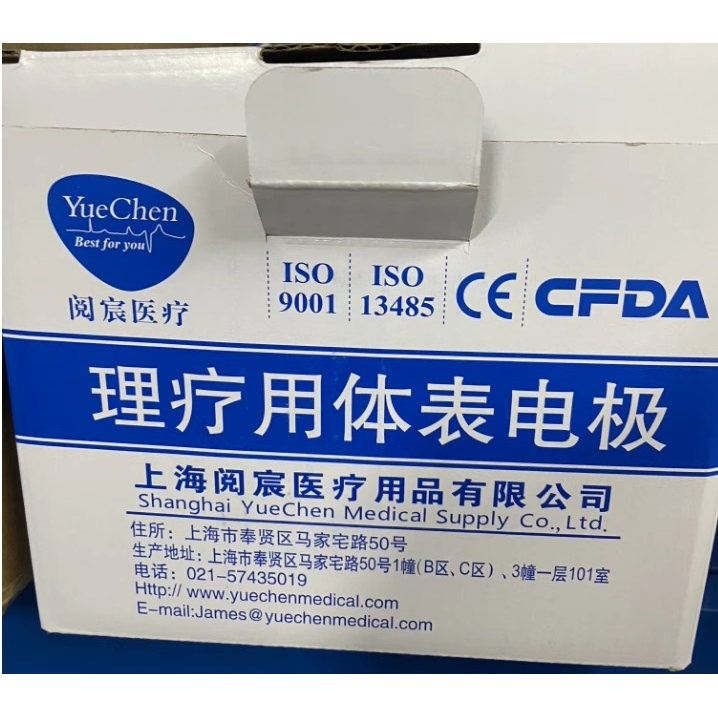 YueChen
Best for you
阅宸医疗
ISO 9001
ISO 13485
CE
CFDA
理疗用体表电极
上海阅宸医疗用品有限公司
Shanghai YueChen Medical Supply Co.,Ltd.
住所：上海市奉贤区马家宅路50号
生产地址：上海市奉贤区马家宅路50号1幢（B区、C区）、3幢一层101室
电话：021-57435019
Http// www.yuechenmedical.com
E-mail:James@yuechenmedical.com